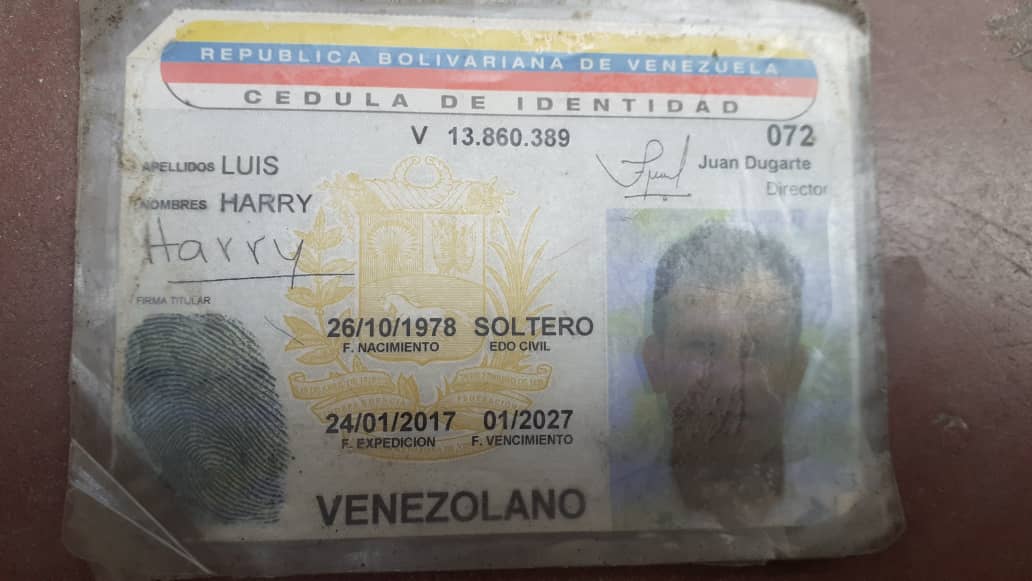 REPUBLICA BOLIVARIANA DE VENEZUELA
CEDULA DE IDENTIDAD
V 13.860.389 072
APELLIDOS LUIS
Juan Dugarte
Director
NOMBRES HARRY
Harry
FIRMA TITULAR
26/10/1978 SOLTERO
F. NACIMIENTO EDO CIVIL
24/01/2017 01/2027
F. EXPEDICION F. VENCIMIENTO
VENEZOLANO